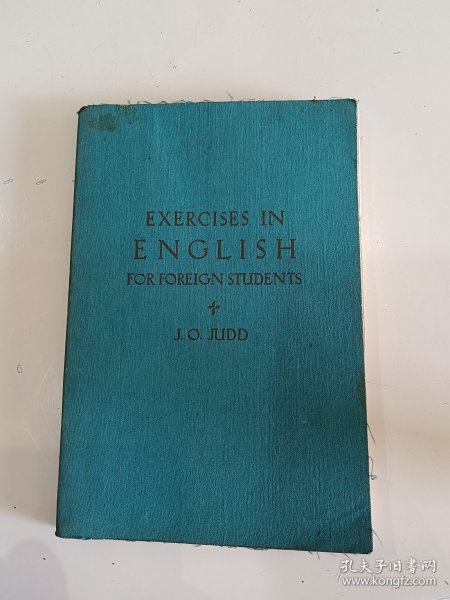 EXERCISES IN
ENGLISH
FOR FOREIGN STUDENTS
J. O. JUDD
孔夫子旧书网
www.kongfz.com